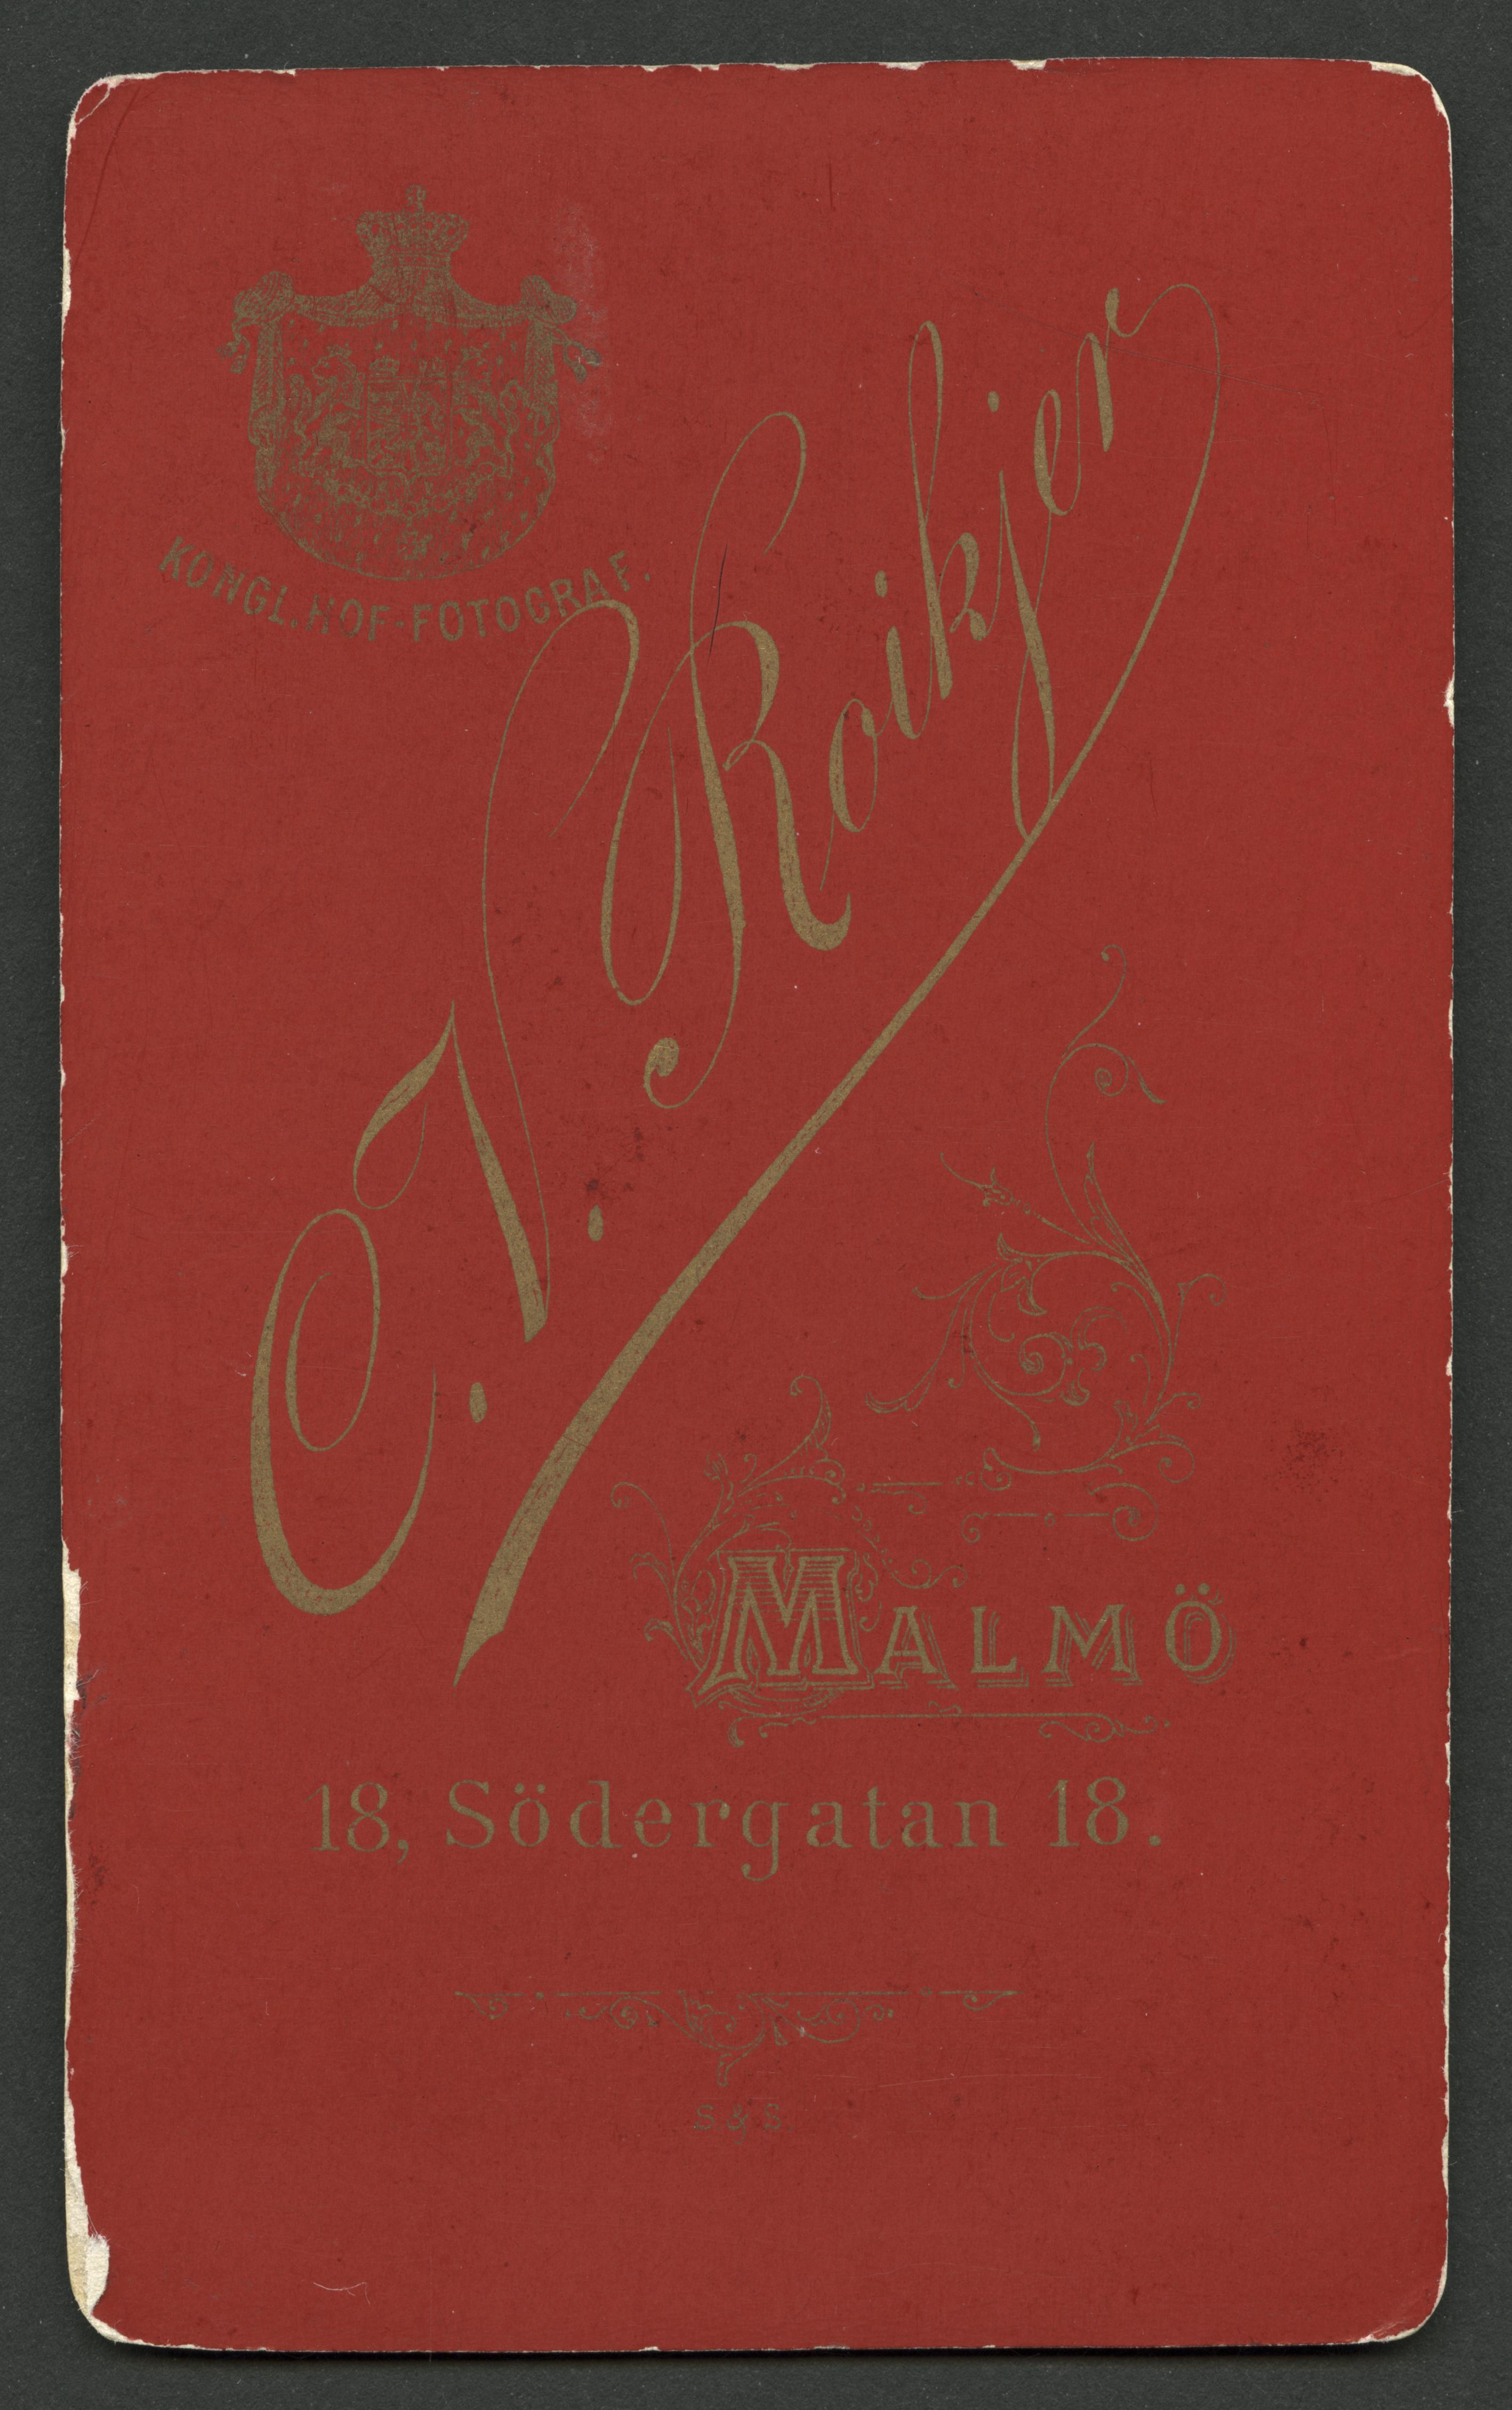 KONGL. HOF-FOTOGRAF.
C. V. Roikjer
MALMÖ
18, Södergatan 18.
S & S.